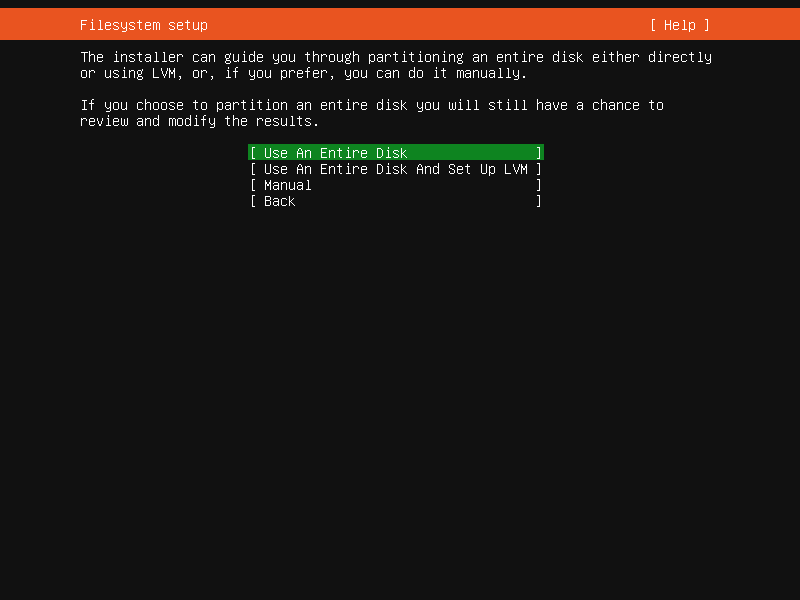 Filesystem setup [ Help ]
The installer can guide you through partitioning an entire disk either directly
or using LVM, or, if you prefer, you can do it manually.
If you choose to partition an entire disk you will still have a chance to
review and modify the results.
[ Use An Entire Disk ]
[ Use An Entire Disk And Set Up LVM ]
[ Manual ]
[ Back ]